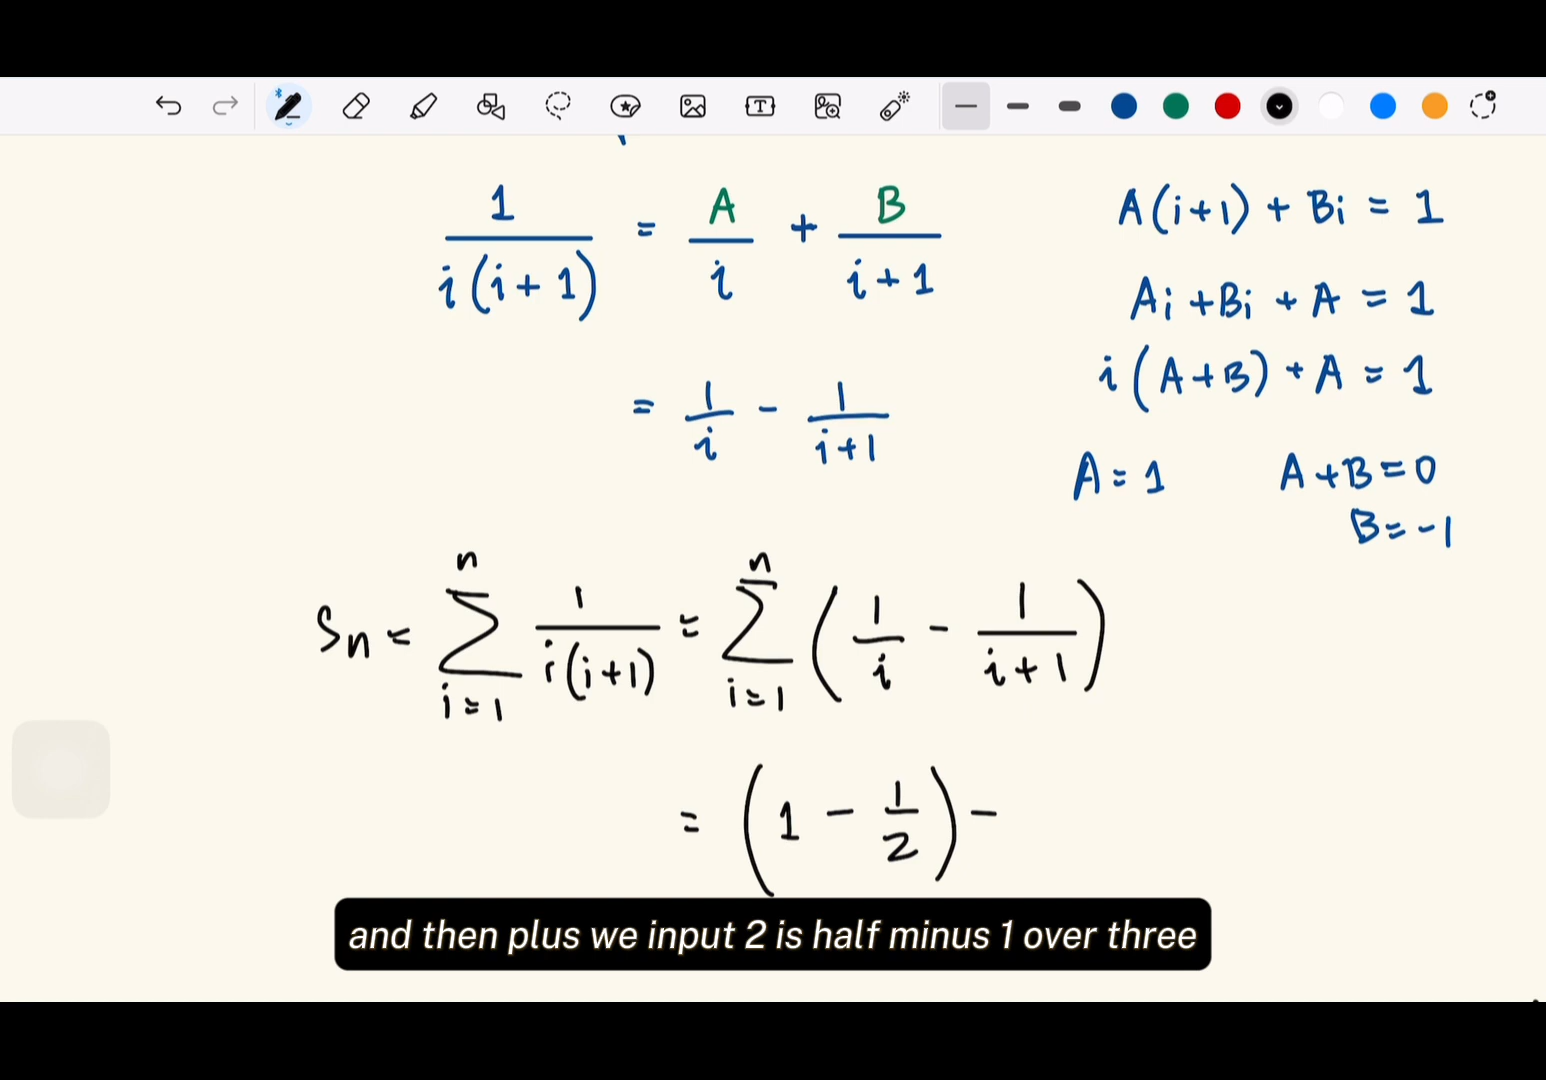 1/(i(i+1)) = A/i + B/(i+1)
= 1/i - 1/(i+1)
A(i+1) + Bi = 1
Ai + Bi + A = 1
i(A+B) + A = 1
A = 1 A+B=0
B=-1
Sn = ∑_{i=1}^{n} 1/(i(i+1)) = ∑_{i=1}^{n} (1/i - 1/(i+1))
= (1 - 1/2) -
and then plus we input 2 is half minus 1 over three